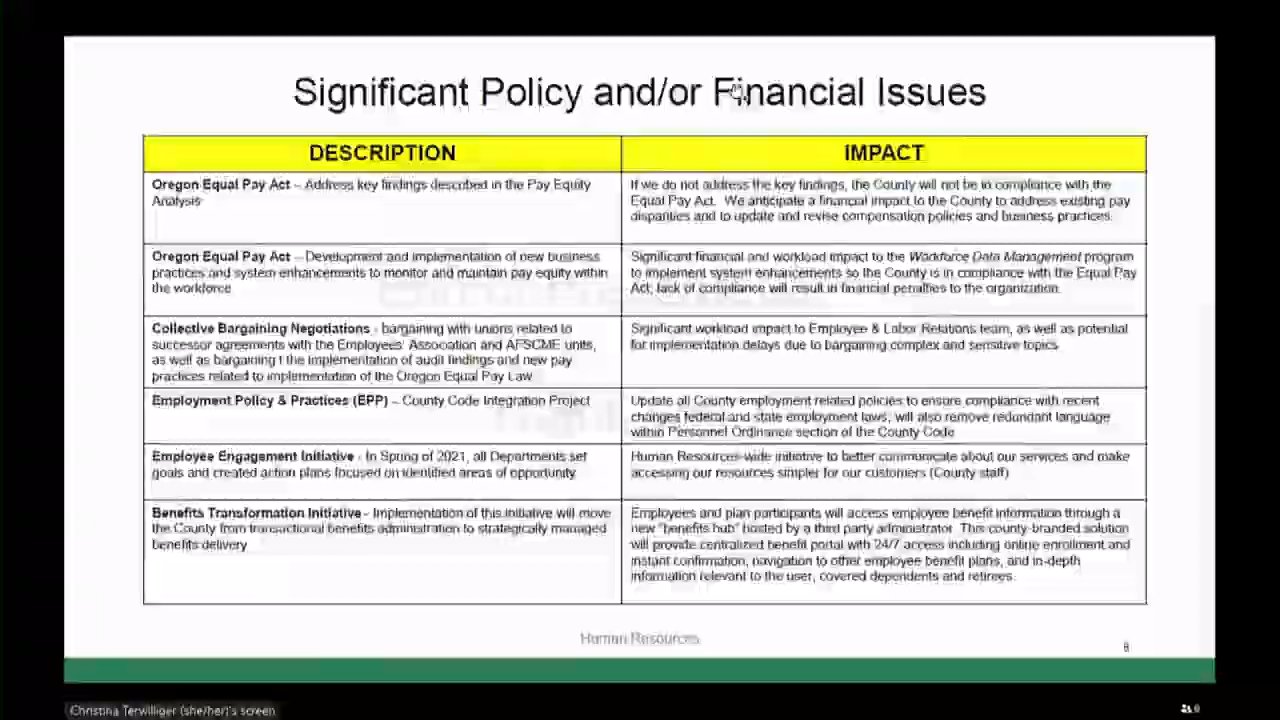 Significant Policy and/or Financial Issues
DESCRIPTION
IMPACT
Oregon Equal Pay Act – Address key findings described in the Pay Equity
Analysis
If we do not address the key findings, the County will not be in compliance with the
Equal Pay Act. We anticipate a financial impact to the County to address existing pay
disparities and to update and revise compensation policies and business practices.
Oregon Equal Pay Act – Development and implementation of new business
practices and system enhancements to monitor and maintain pay equity within
the workforce
Significant financial and workload impact to the Workforce Data Management program
to implement system enhancements so the County is in compliance with the Equal Pay
Act; lack of compliance will result in financial penalties to the organization.
Collective Bargaining Negotiations - bargaining with unions related to
successor agreements with the Employees' Association and AFSCME units,
as well as bargaining t the implementation of audit findings and new pay
practices related to implementation of the Oregon Equal Pay Law
Significant workload impact to Employee & Labor Relations team, as well as potential
for implementation delays due to bargaining complex and sensitive topics
Employment Policy & Practices (EPP) – County Code Integration Project
Update all County employment related policies to ensure compliance with recent
changes federal and state employment laws; will also remove redundant language
within Personnel Ordinance section of the County Code
Employee Engagement Initiative - In Spring of 2021, all Departments set
goals and created action plans focused on identified areas of opportunity
Human Resources-wide initiative to better communicate about our services and make
accessing our resources simpler for our customers (County staff)
Benefits Transformation Initiative - Implementation of this initiative will move
the County from transactional benefits administration to strategically managed
benefits delivery
Employees and plan participants will access employee benefit information through a
new "benefits hub" hosted by a third party administrator. This county-branded solution
will provide centralized benefit portal with 24/7 access including online enrollment and
instant confirmation, navigation to other employee benefit plans, and in-depth
information relevant to the user, covered dependents and retirees.
Human Resources
Christina Terwilliger (she/her)'s screen